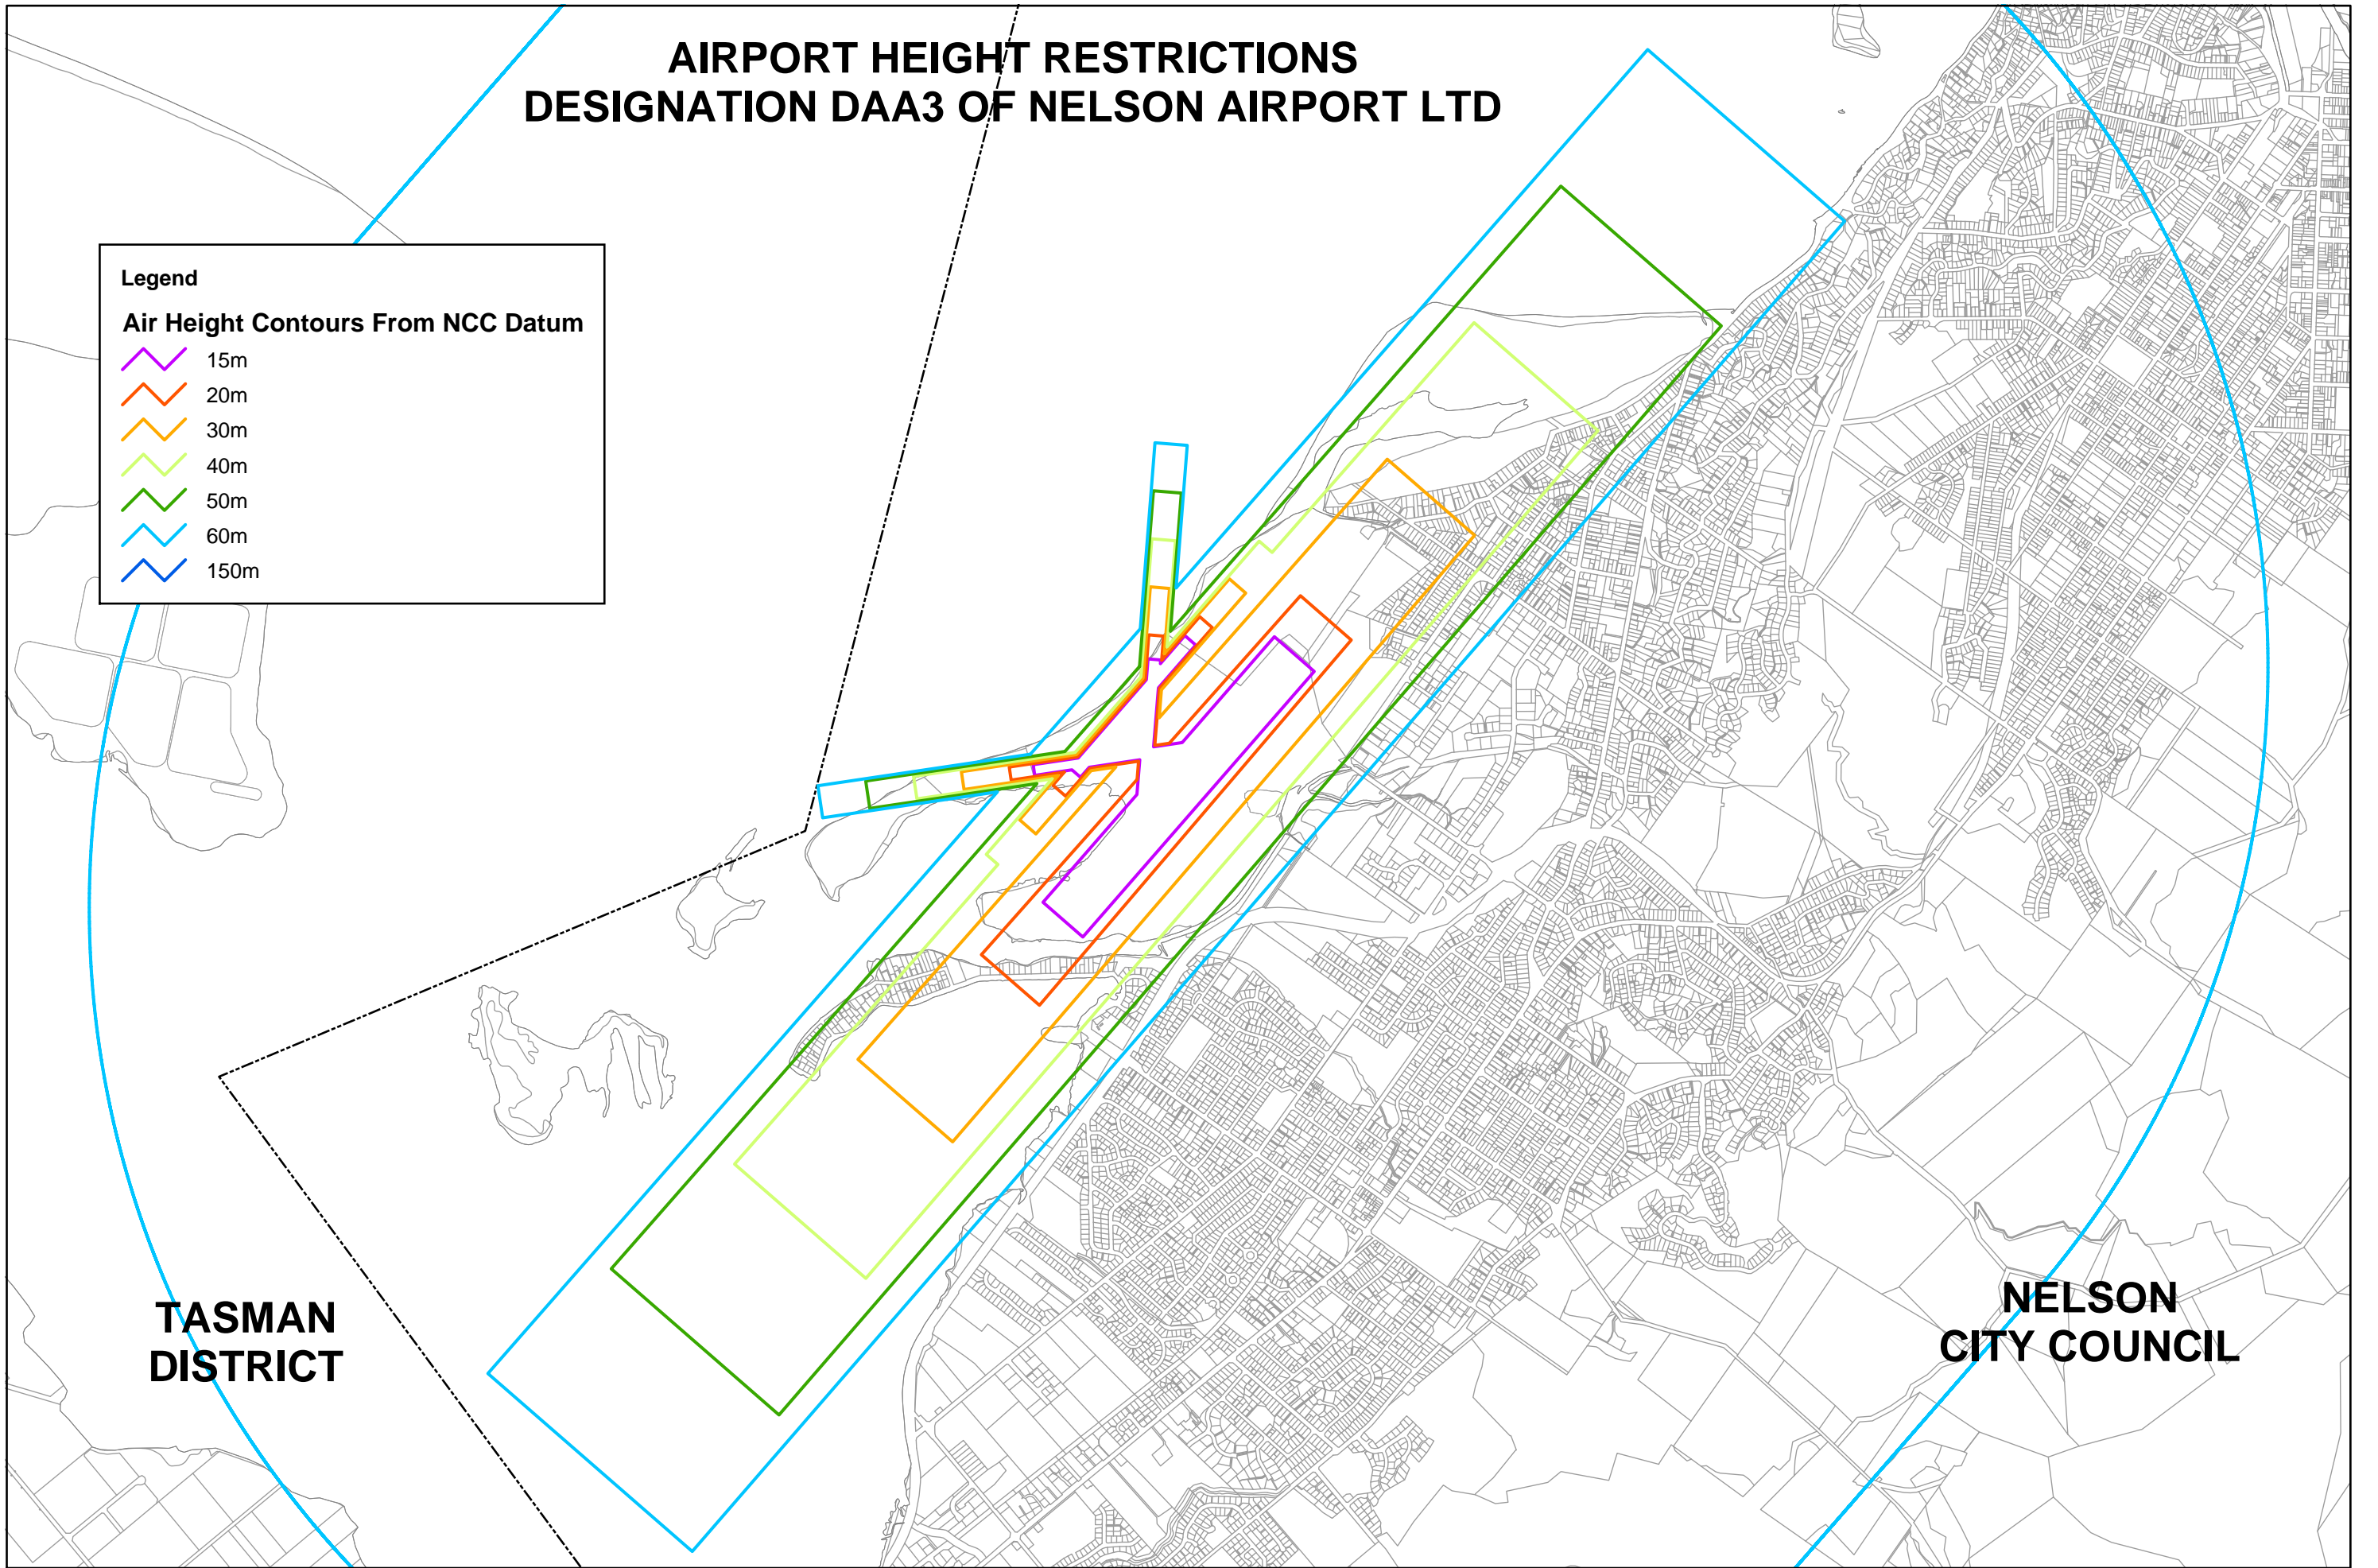 AIRPORT HEIGHT RESTRICTIONS
DESIGNATION DAA3 OF NELSON AIRPORT LTD
Legend
Air Height Contours From NCC Datum
15m
20m
30m
40m
50m
60m
150m
TASMAN
DISTRICT
NELSON
CITY COUNCIL